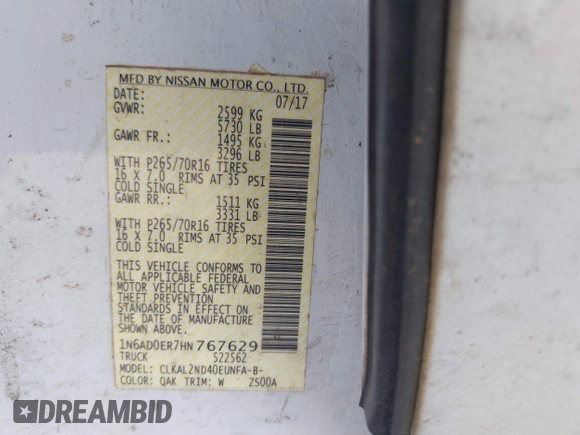 MFD BY NISSAN MOTOR CO., LTD.
DATE: 07/17
GVWR: 2599 KG
5730 LB
GAWR FR.: 1495 KG
3296 LB
WITH P265/70R16 TIRES
16 X 7.0 RIMS AT 35 PSI
COLD SINGLE
GAWR RR.: 1511 KG
3331 LB
WITH P265/70R16 TIRES
16 X 7.0 RIMS AT 35 PSI
COLD SINGLE
THIS VEHICLE CONFORMS TO
ALL APPLICABLE FEDERAL
MOTOR VEHICLE SAFETY AND
THEFT PREVENTION
STANDARDS IN EFFECT ON
THE DATE OF MANUFACTURE
SHOWN ABOVE.
1N6AD0ER7HN767629
TRUCK 522562
MODEL: CLKAL2ND40EUNFA-B-
COLOR: QAK TRIM: W ZS00A
DREAMBID